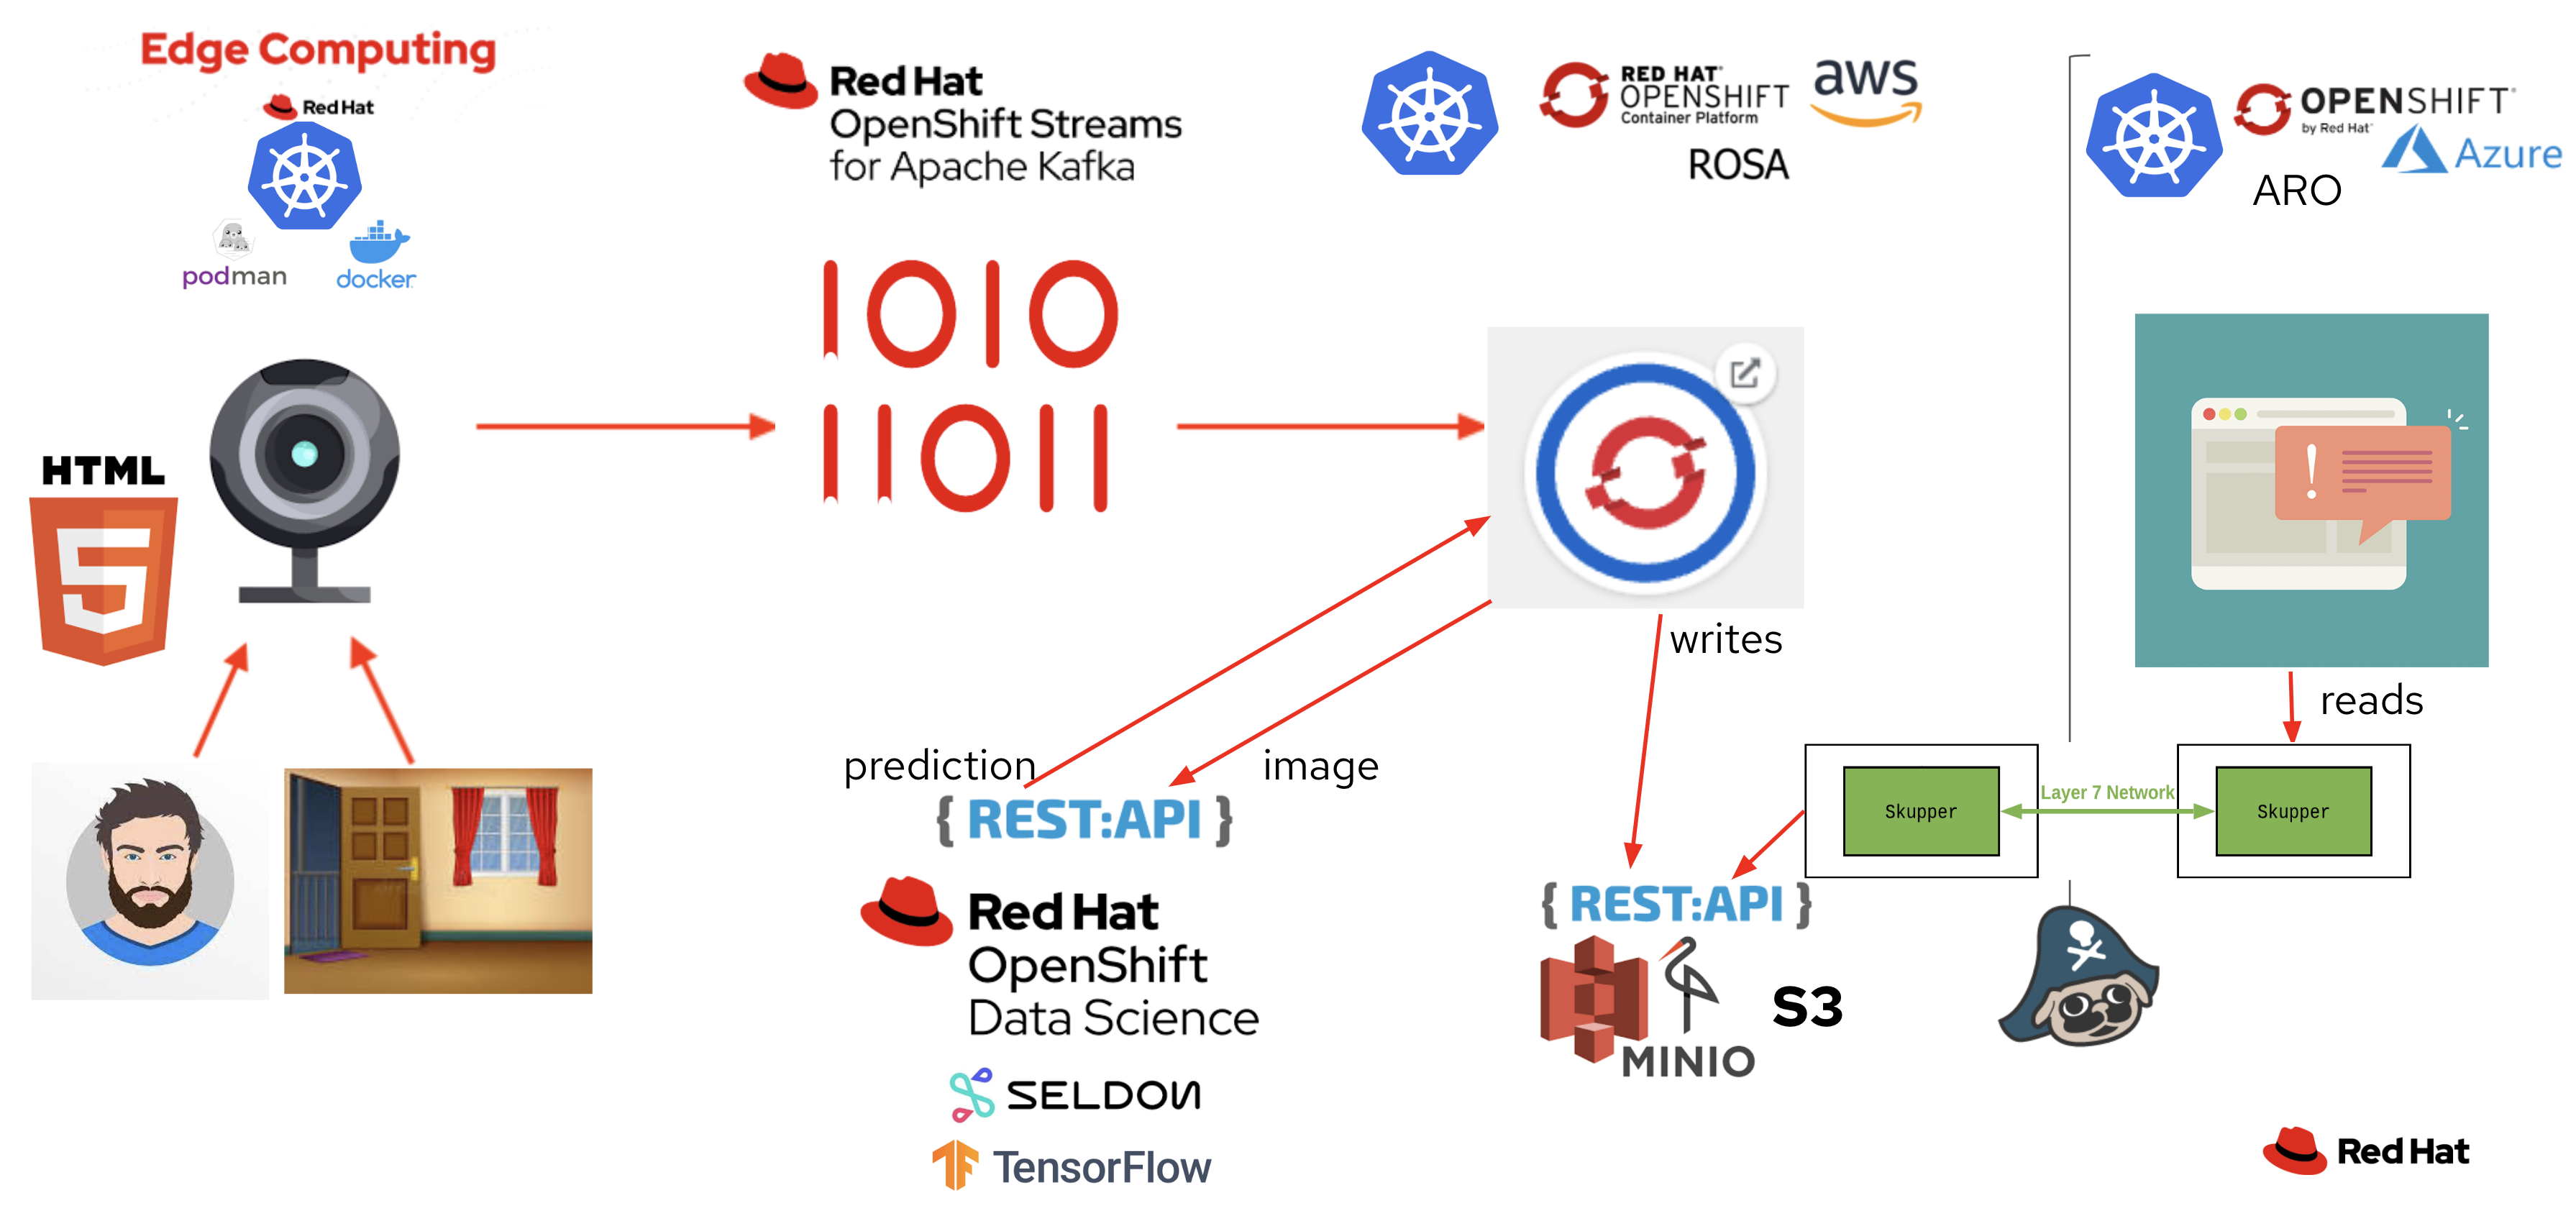 Edge Computing
Red Hat
podman
docker
HTML
5
Red Hat
OpenShift Streams
for Apache Kafka
1010
11011
RED HAT®
OPENSHIFT
Container Platform
aws
ROSA
OPENSHIFT®
by Red Hat®
Azure
ARO
!
writes
reads
prediction
image
{ REST:API }
Red Hat
OpenShift
Data Science
SELDON
TensorFlow
Skupper
Layer 7 Network
Skupper
{ REST:API }
MINIO
S3
Red Hat